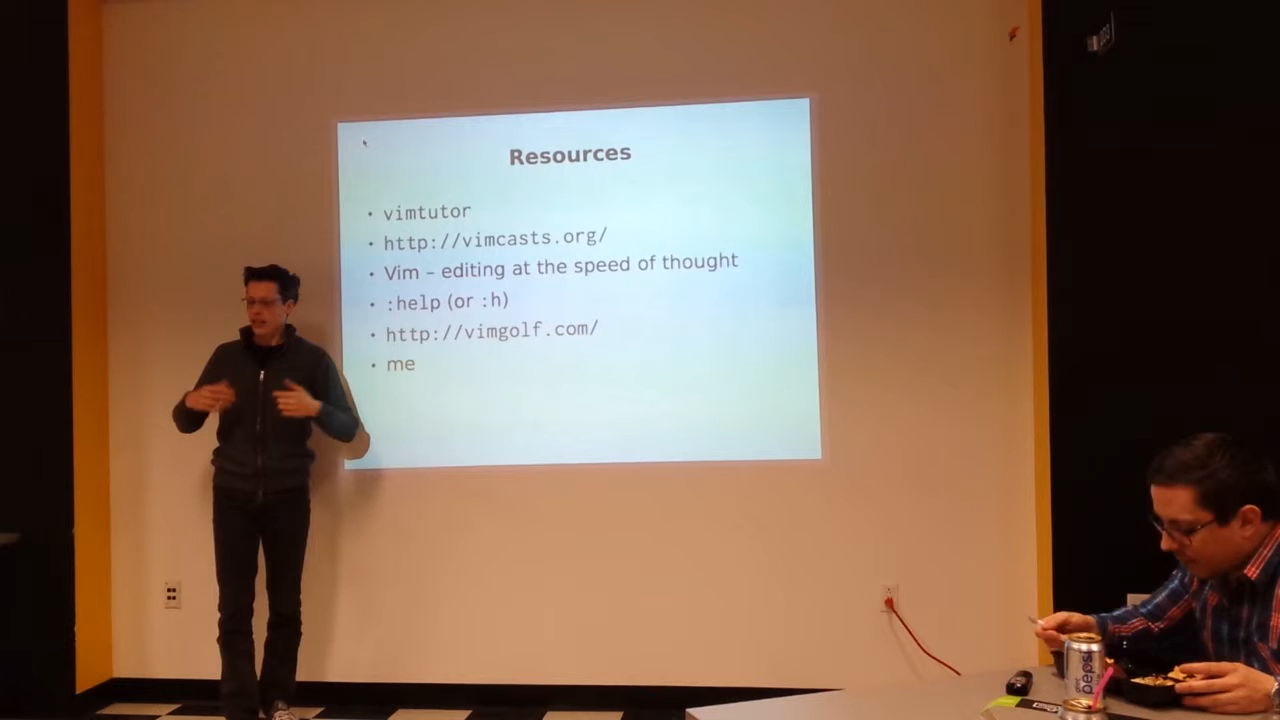 Resources
• vimtutor
• http://vimcasts.org/
• Vim – editing at the speed of thought
• :help (or :h)
• http://vimgolf.com/
• me
diet pepsi